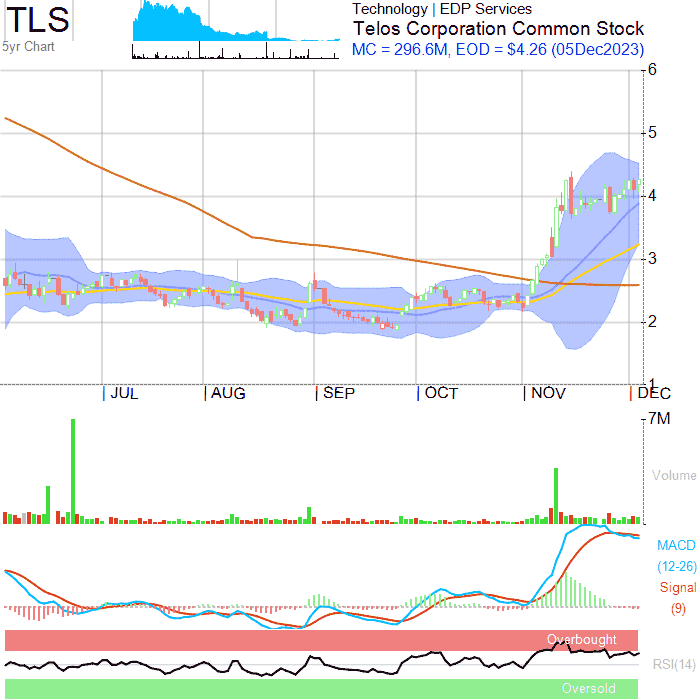 TLS
5yr Chart
Technology | EDP Services
Telos Corporation Common Stock
MC = 296.6M, EOD = $4.26 (05Dec2023)
6
5
4
3
2
1
JUL AUG SEP OCT NOV DEC
7M
Volume
MACD
(12-26)
Signal
(9)
Overbought
RSI(14)
Oversold